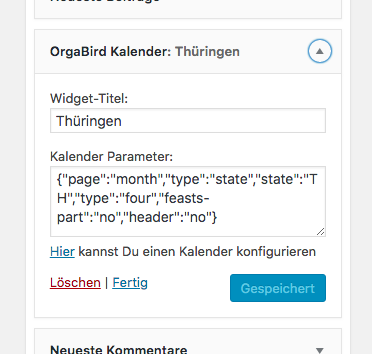 Neueste Beiträge
OrgaBird Kalender: Thüringen
Widget-Titel:
Thüringen
Kalender Parameter:
{"page":"month","type":"state","state":"T
H","type":"four","feasts-
part":"no","header":"no"}
Hier kannst Du einen Kalender konfigurieren
Löschen | Fertig
Gespeichert
Neueste Kommentare